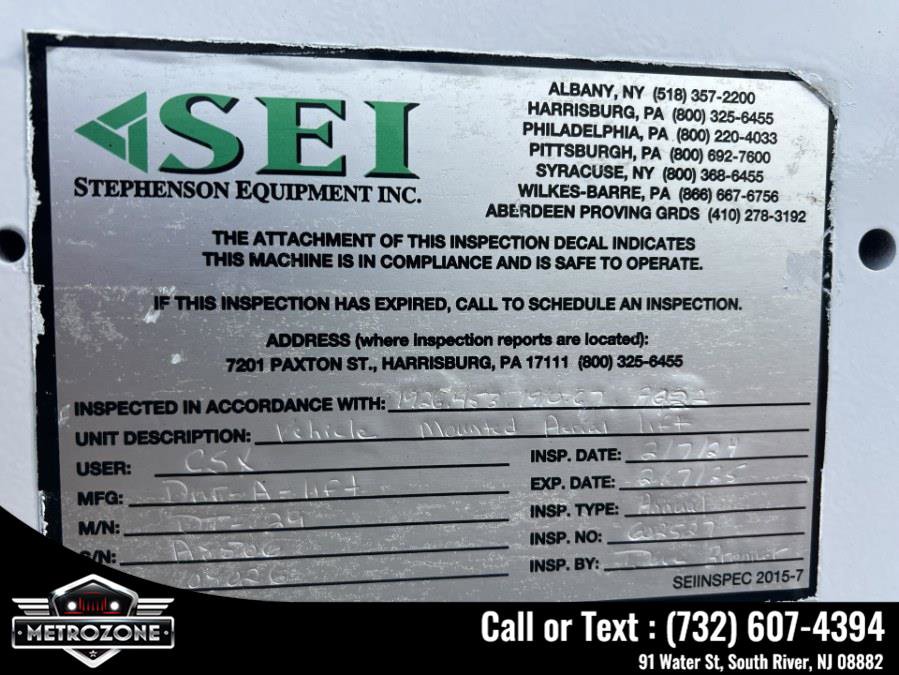 SEI
STEPHENSON EQUIPMENT INC.
ALBANY, NY (518) 357-2200
HARRISBURG, PA (800) 325-6455
PHILADELPHIA, PA (800) 220-4033
PITTSBURGH, PA (800) 692-7600
SYRACUSE, NY (800) 368-6455
WILKES-BARRE, PA (866) 667-6756
ABERDEEN PROVING GRDS (410) 278-3192
THE ATTACHMENT OF THIS INSPECTION DECAL INDICATES
THIS MACHINE IS IN COMPLIANCE AND IS SAFE TO OPERATE.
IF THIS INSPECTION HAS EXPIRED, CALL TO SCHEDULE AN INSPECTION.
ADDRESS (where inspection reports are located):
7201 PAXTON ST., HARRISBURG, PA 17111 (800) 325-6455
INSPECTED IN ACCORDANCE WITH: 1926.453
UNIT DESCRIPTION: Vehicle Mounted Aerial lift
USER: CSX
MFG: Dur-A-lift
M/N:
S/N:
INSP. DATE: 2/7/24
EXP. DATE:
INSP. TYPE: Annual
INSP. NO:
INSP. BY:
SEIINSPEC 2015-7
METROZONE
Call or Text : (732) 607-4394
91 Water St, South River, NJ 08882